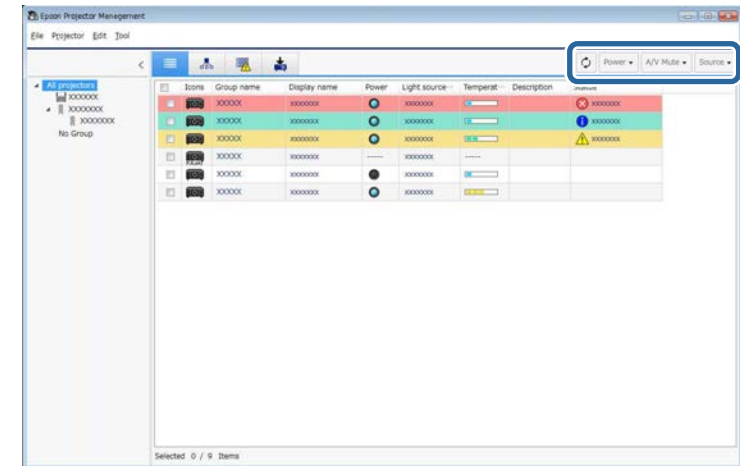 Epson Projector Management
File Projector Edit Tool
Power A/V Mute Source
All projectors
XXXXXX
XXXXXXX
XXXXXXX
No Group
Icons Group name Display name Power Light source··· Temperat··· Description Status
XXXXX XXXXXXX XXXXXXX XXXXXXX
XXXXX XXXXXXX XXXXXXX XXXXXXX
XXXXX XXXXXXX XXXXXXX XXXXXXX
XXXXX XXXXXXX ----- XXXXXXX -----
XXXXX XXXXXXX XXXXXXX
XXXXX XXXXXXX XXXXXXX
Selected 0 / 9 Items